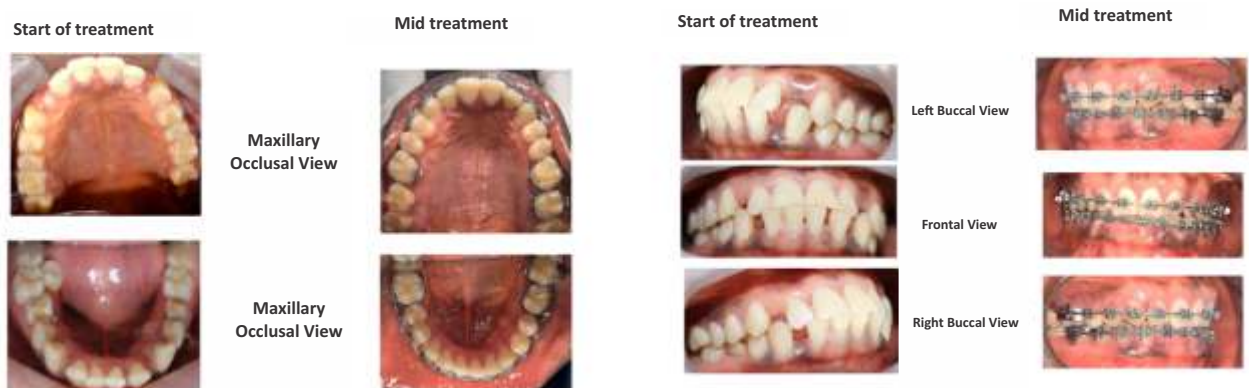 Start of treatment
Mid treatment
Start of treatment
Mid treatment
Maxillary
Occlusal View
Maxillary
Occlusal View
Left Buccal View
Frontal View
Right Buccal View